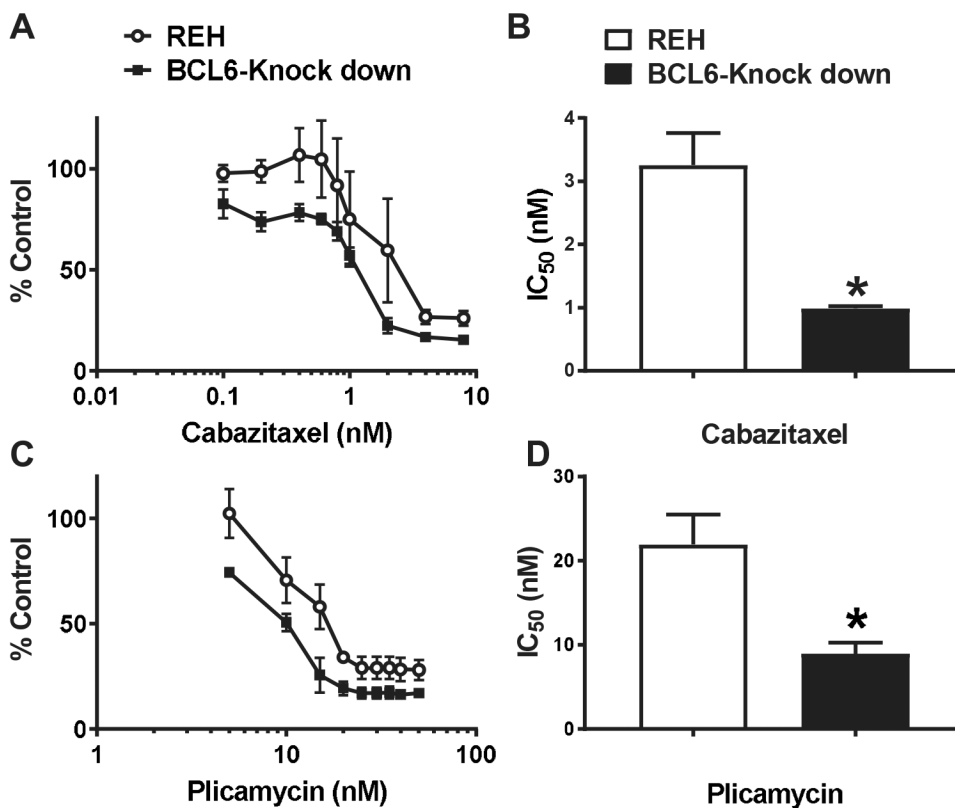 A
REH
BCL6-Knock down
% Control
100
50
0
0.01
0.1
1
10
Cabazitaxel (nM)
B
REH
BCL6-Knock down
IC50 (nM)
4
3
2
1
0
*
Cabazitaxel
C
% Control
100
50
0
1
10
100
Plicamycin (nM)
D
IC50 (nM)
30
20
10
0
*
Plicamycin